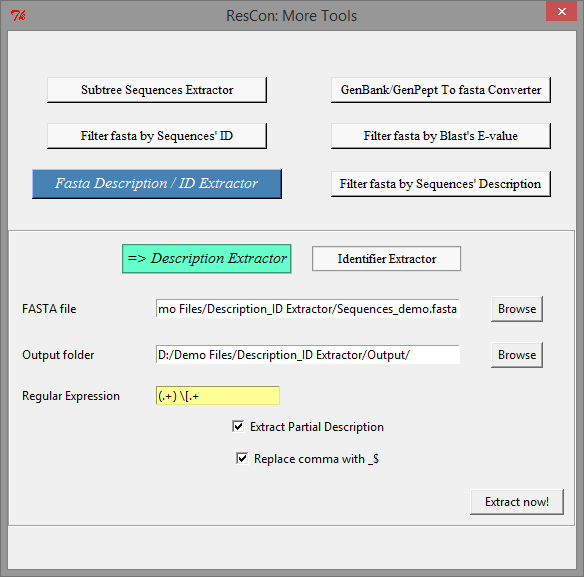 ResCon: More Tools
Subtree Sequences Extractor
GenBank/GenPept To fasta Converter
Filter fasta by Sequences' ID
Filter fasta by Blast's E-value
Fasta Description / ID Extractor
Filter fasta by Sequences' Description
=> Description Extractor
Identifier Extractor
FASTA file
mo Files/Description_ID Extractor/Sequences_demo.fasta
Browse
Output folder
D:/Demo Files/Description_ID Extractor/Output/
Browse
Regular Expression
(.+) \[.+
Extract Partial Description
Replace comma with _$
Extract now!